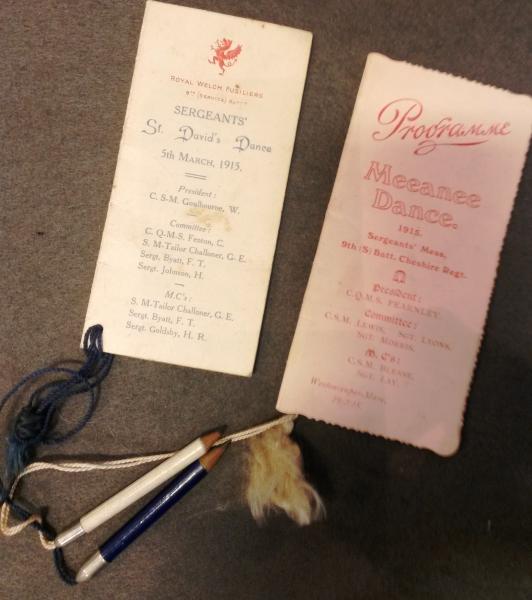 ROYAL WELCH FUSILIERS
9TH (SERVICE) BATT.
SERGEANTS'
St. David's Dance
5th March, 1915.
President:
C. S-M. Goulbourne, W.
Committee:
C. Q-M-S. Feston, C.
S. M-Tailor Challoner, G. E.
Sergt. Byatt, F. T.
Sergt. Johnson, H.
M.C's:
S. M-Tailor Challoner, G. E.
Sergt. Byatt, F. T.
Sergt. Goldsby, H. R.
Programme
Meeanee
Dance.
1915.
Sergeants' Mess,
9th (S) Batt. Cheshire Regt.
President:
C.Q.M.S. FEARNLEY.
Committee:
C.S.M. LEWIS, SGT. LYONS,
SGT. MORRIS.
M. C's:
C.S.M. BLEASE,
SGT. LAY.